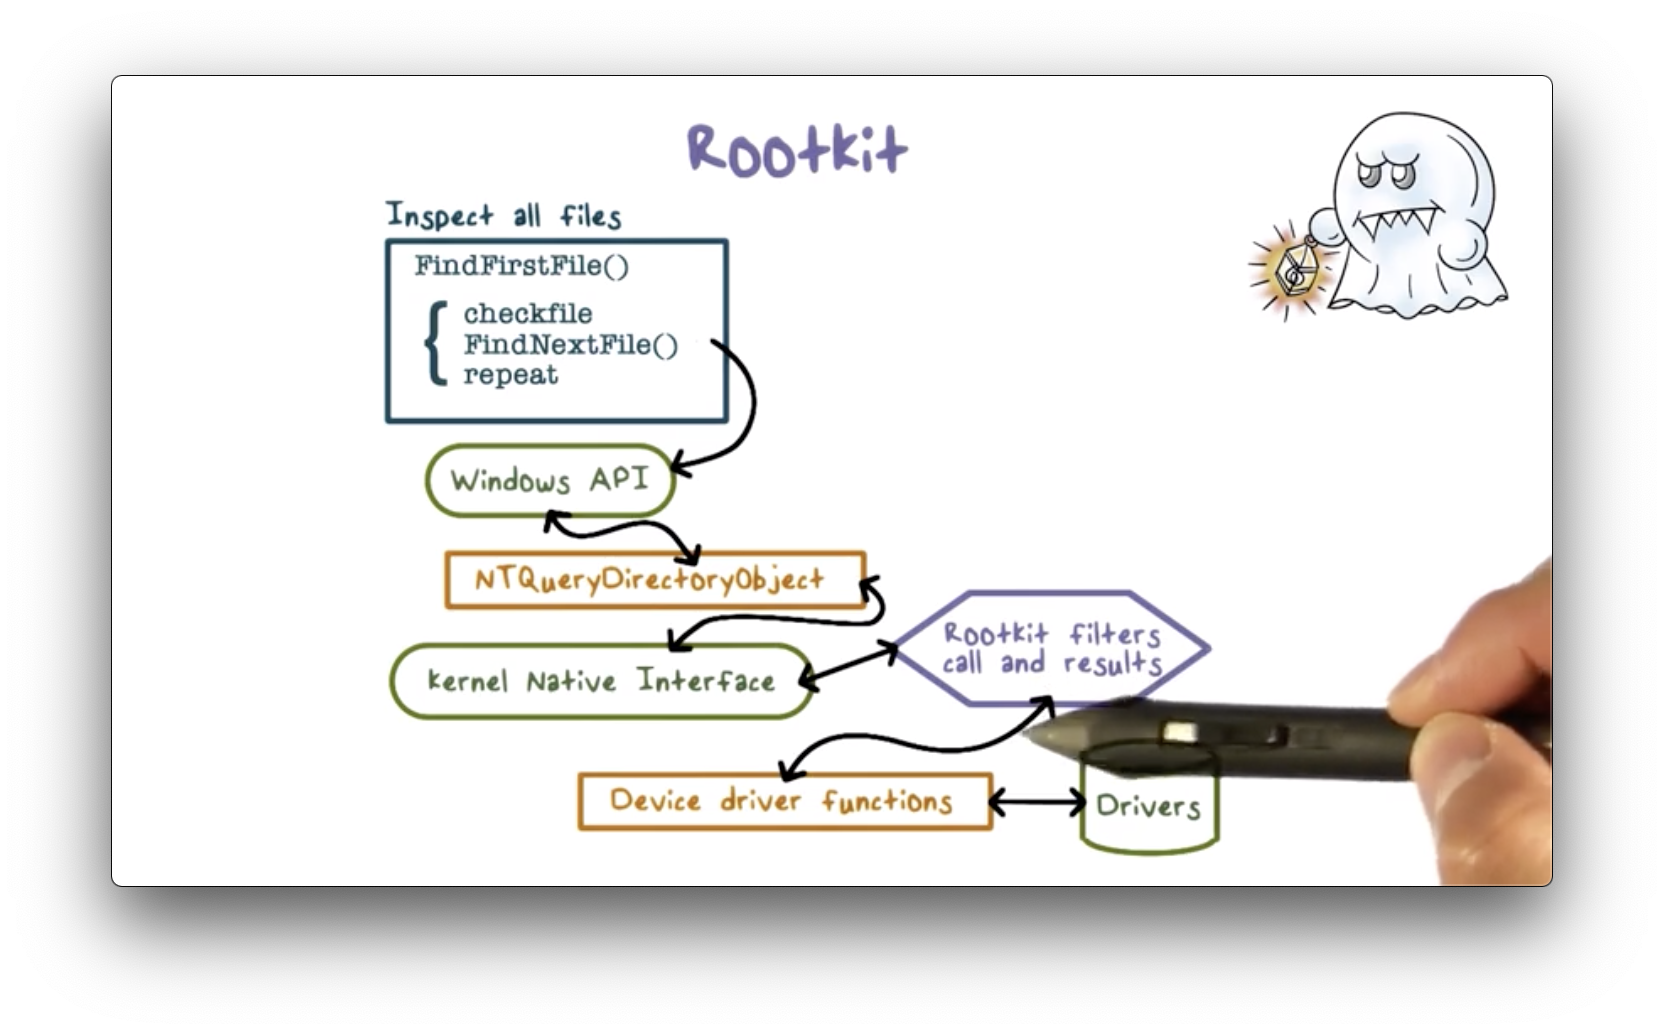 Rootkit
Inspect all files
FindFirstFile()
{ checkfile
FindNextFile()
repeat
Windows API
NTQueryDirectoryObject
Rootkit filters
call and results
Kernel Native Interface
Device driver functions
Drivers